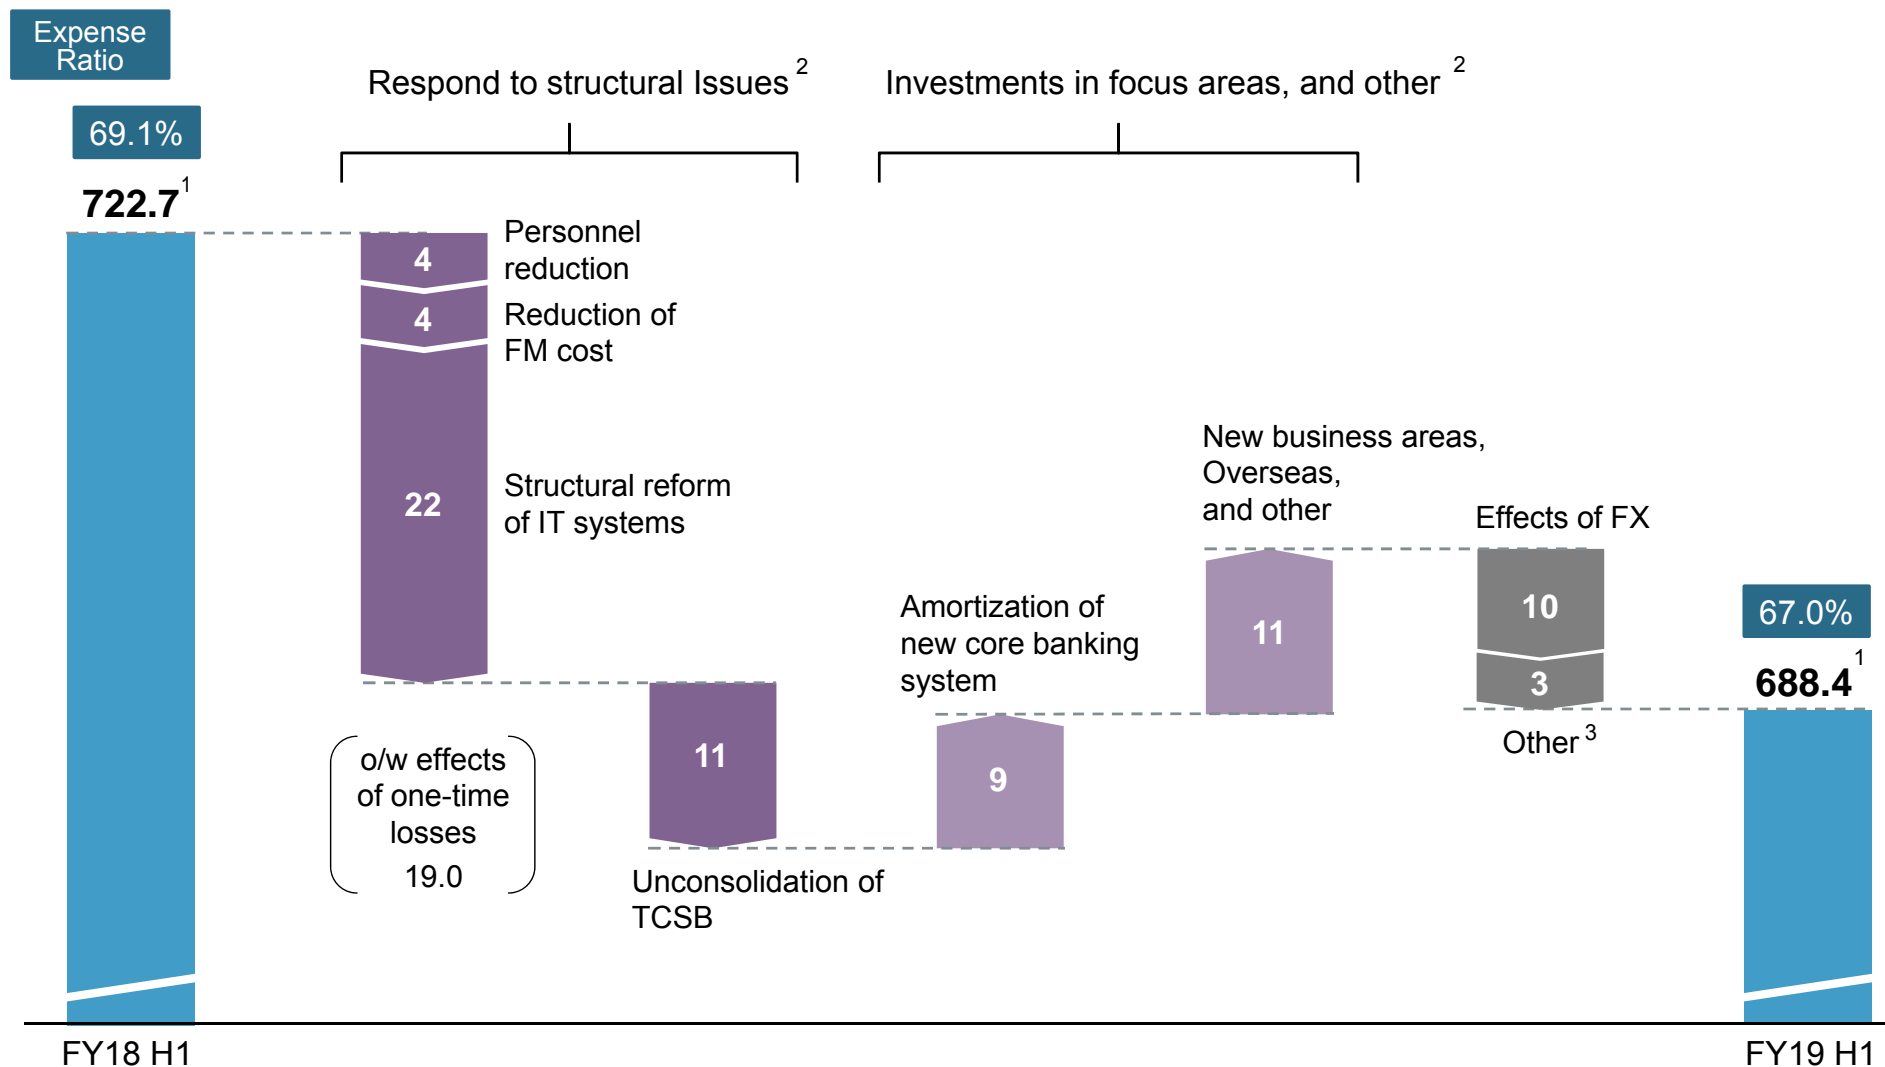 Expense
Ratio
69.1%
722.7 1
Respond to structural Issues 2
Investments in focus areas, and other 2
4
Personnel
reduction
4
Reduction of
FM cost
22
Structural reform
of IT systems
o/w effects
of one-time
losses
19.0
11
Unconsolidation of
TCSB
Amortization of
new core banking
system
9
New business areas,
Overseas,
and other
11
Effects of FX
10
3
Other 3
67.0%
688.4 1
FY18 H1
FY19 H1